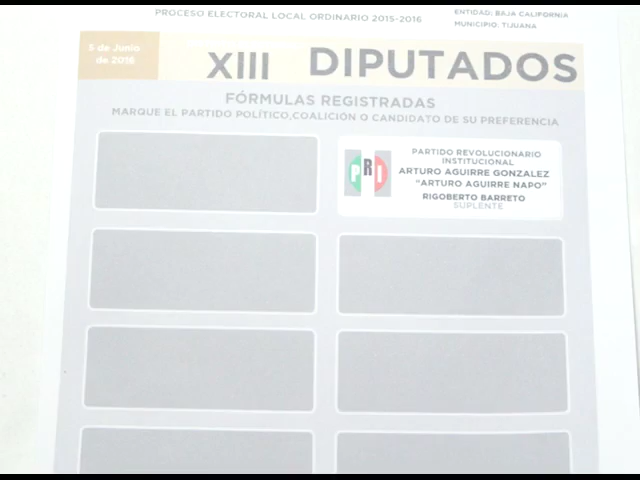 PROCESO ELECTORAL LOCAL ORDINARIO 2015-2016
ENTIDAD: BAJA CALIFORNIA
MUNICIPIO: TIJUANA
5 de Junio
de 2016
XIII DIPUTADOS
FÓRMULAS REGISTRADAS
MARQUE EL PARTIDO POLÍTICO,COALICIÓN O CANDIDATO DE SU PREFERENCIA
PRI
PARTIDO REVOLUCIONARIO
INSTITUCIONAL
ARTURO AGUIRRE GONZALEZ
"ARTURO AGUIRRE NAPO"
RIGOBERTO BARRETO
SUPLENTE